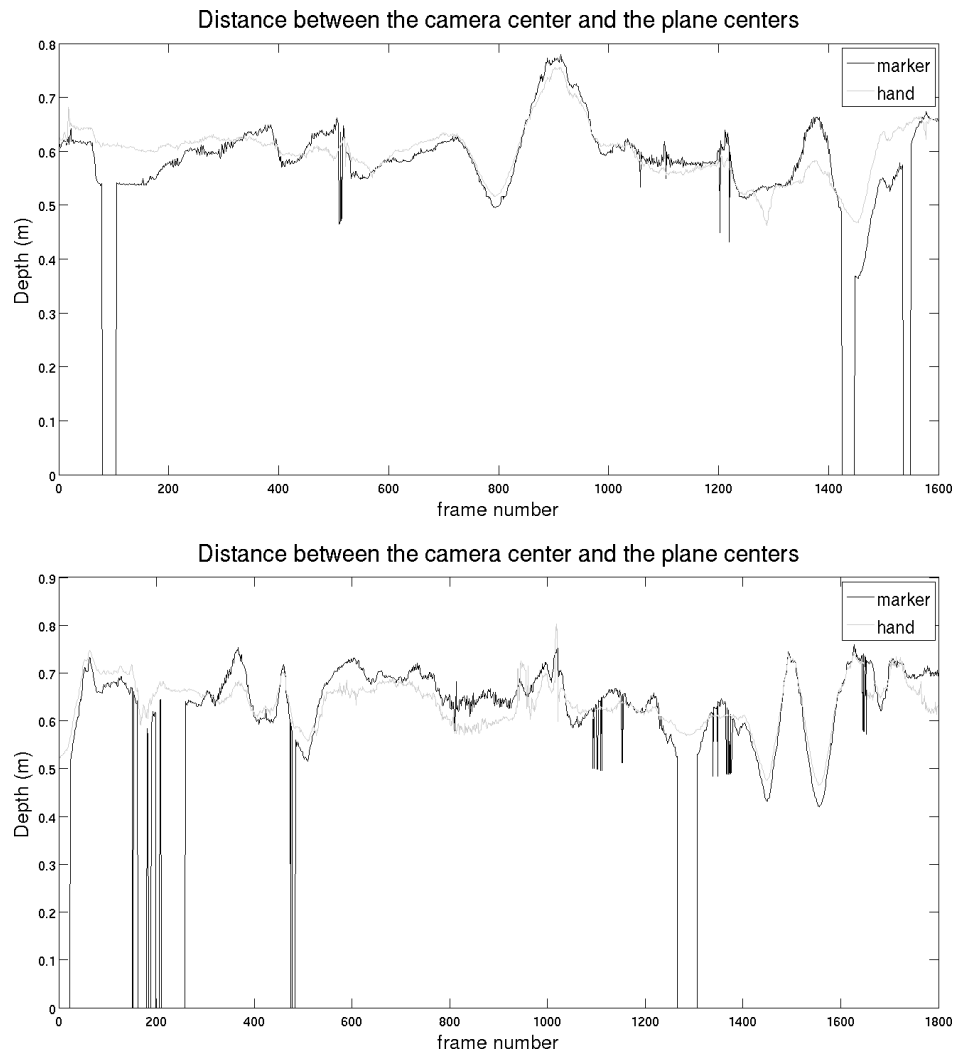 Distance between the camera center and the plane centers
0.8
0.7
0.6
0.5
0.4
0.3
0.2
0.1
0
Depth (m)
marker
hand
0 200 400 600 800 1000 1200 1400 1600
frame number
Distance between the camera center and the plane centers
0.9
0.8
0.7
0.6
0.5
0.4
0.3
0.2
0.1
0
Depth (m)
marker
hand
0 200 400 600 800 1000 1200 1400 1600 1800
frame number